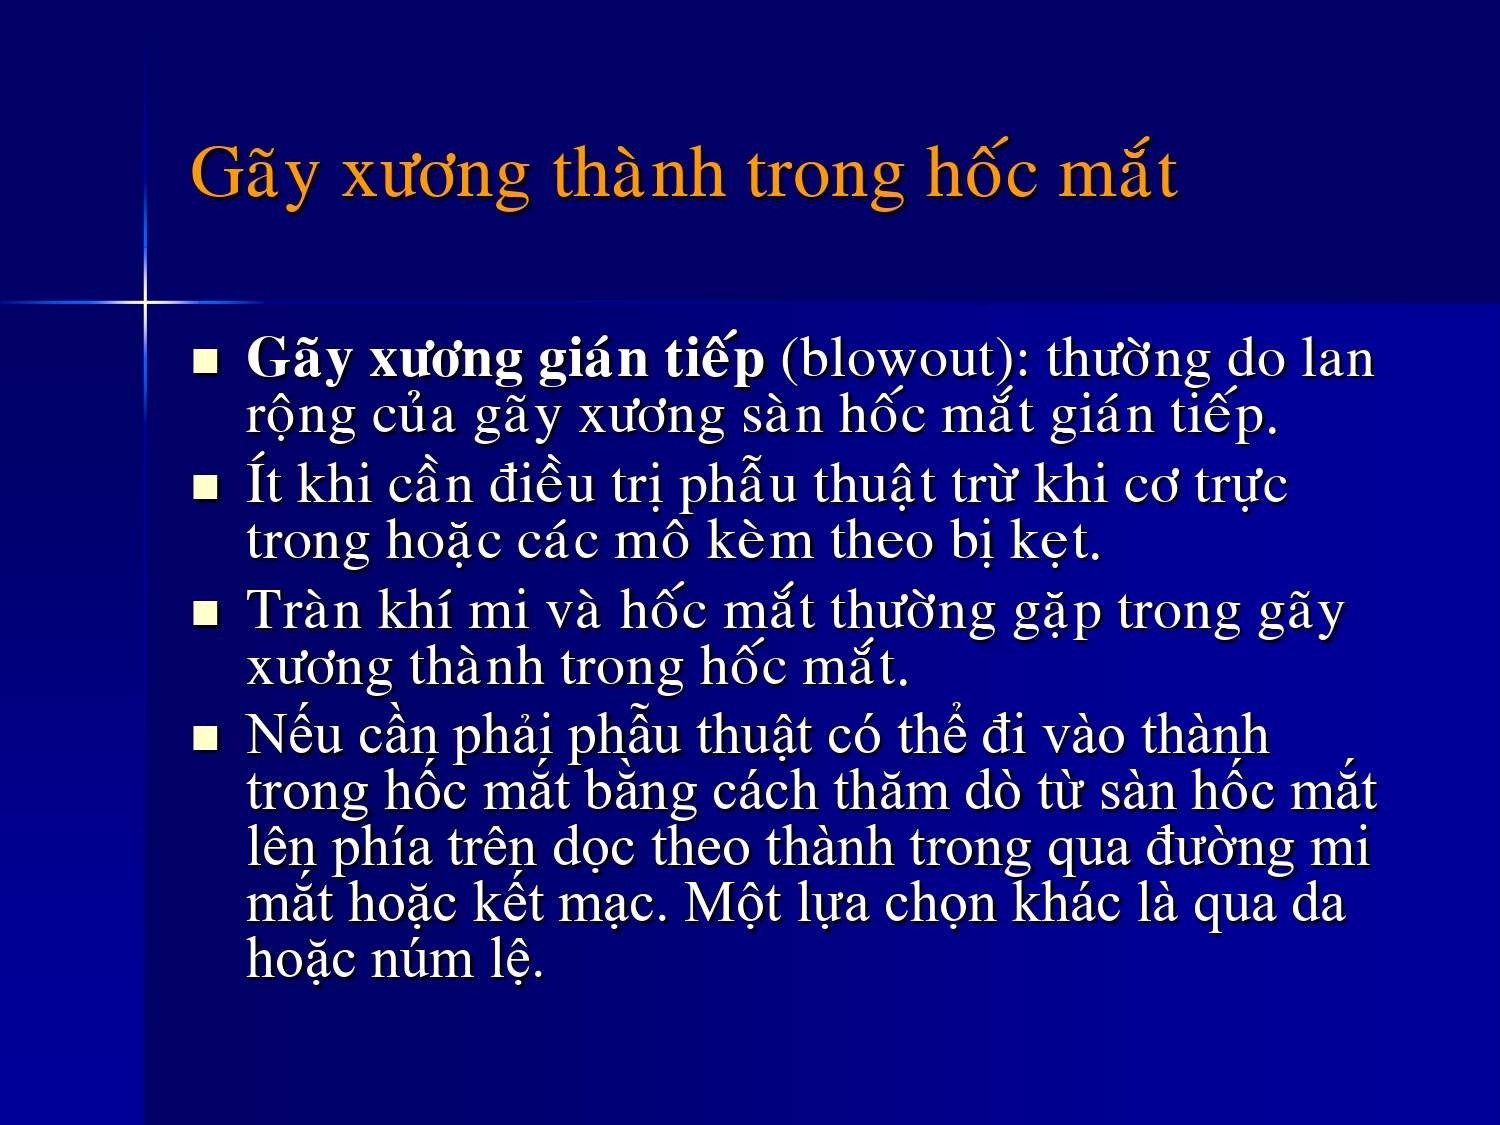 Gãy xương thành trong hốc mắt
Gãy xương gián tiếp (blowout): thường do lan
rộng của gãy xương sàn hốc mắt gián tiếp.
Ít khi cần điều trị phẫu thuật trừ khi cơ trực
trong hoặc các mô kèm theo bị kẹt.
Tràn khí mi và hốc mắt thường gặp trong gãy
xương thành trong hốc mắt.
Nếu cần phải phẫu thuật có thể đi vào thành
trong hốc mắt bằng cách thăm dò từ sàn hốc mắt
lên phía trên dọc theo thành trong qua đường mi
mắt hoặc kết mạc. Một lựa chọn khác là qua da
hoặc núm lệ.